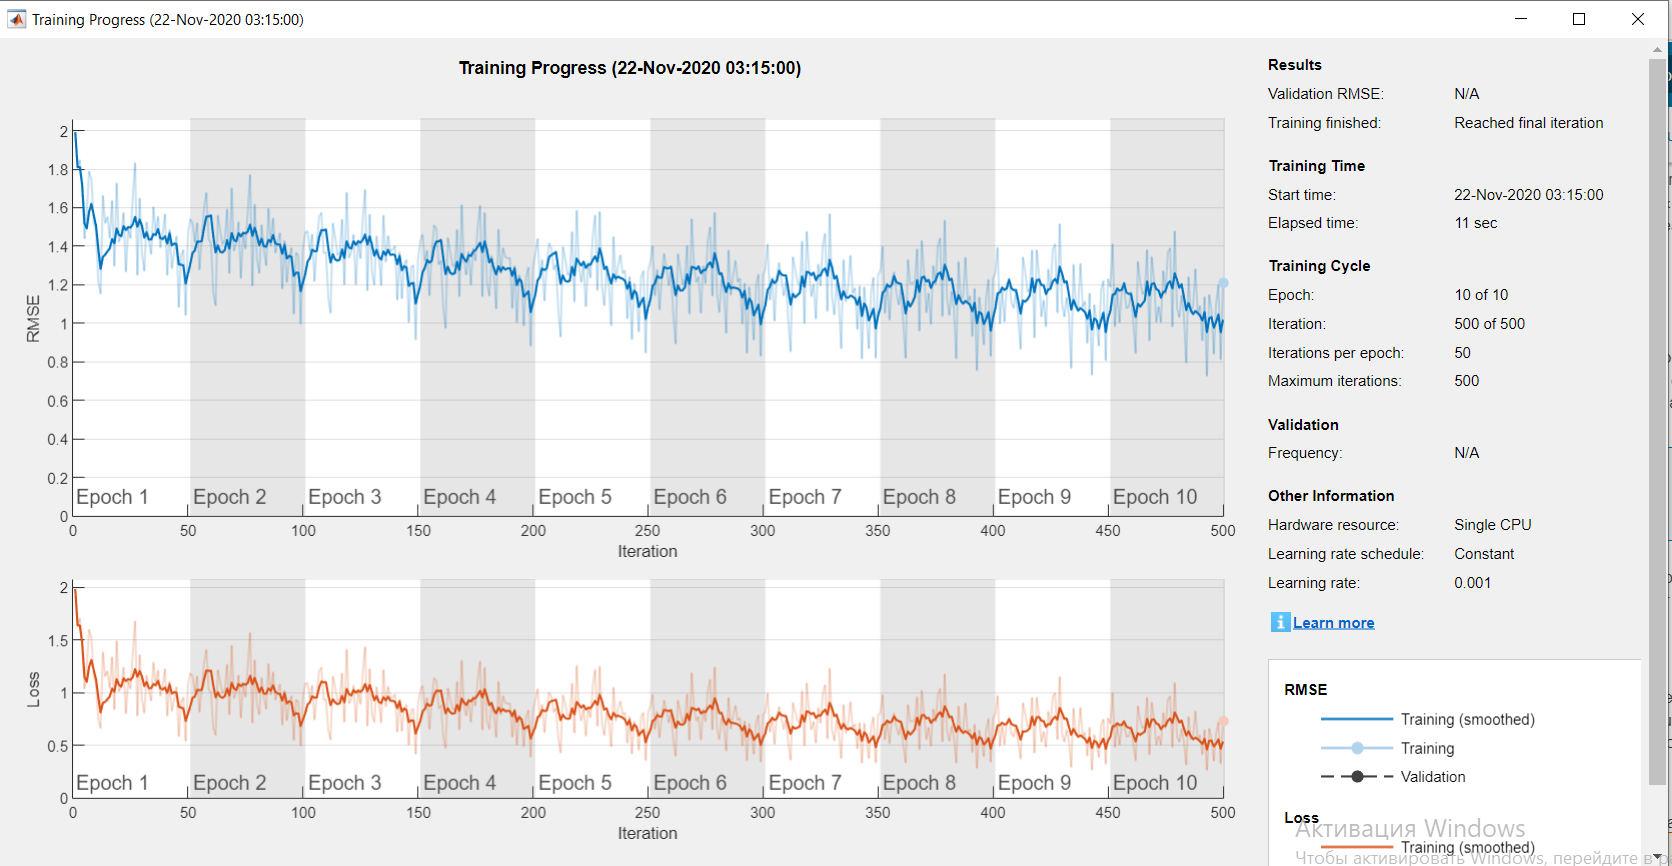 Training Progress (22-Nov-2020 03:15:00)
Training Progress (22-Nov-2020 03:15:00)
RMSE
2
1.8
1.6
1.4
1.2
1
0.8
0.6
0.4
0.2
0
Epoch 1 Epoch 2 Epoch 3 Epoch 4 Epoch 5 Epoch 6 Epoch 7 Epoch 8 Epoch 9 Epoch 10
0 50 100 150 200 250 300 350 400 450 500
Iteration
Loss
2
1.5
1
0.5
0
Epoch 1 Epoch 2 Epoch 3 Epoch 4 Epoch 5 Epoch 6 Epoch 7 Epoch 8 Epoch 9 Epoch 10
0 50 100 150 200 250 300 350 400 450 500
Iteration
Results
Validation RMSE: N/A
Training finished: Reached final iteration
Training Time
Start time: 22-Nov-2020 03:15:00
Elapsed time: 11 sec
Training Cycle
Epoch: 10 of 10
Iteration: 500 of 500
Iterations per epoch: 50
Maximum iterations: 500
Validation
Frequency: N/A
Other Information
Hardware resource: Single CPU
Learning rate schedule: Constant
Learning rate: 0.001
i Learn more
RMSE
Training (smoothed)
Training
Validation
Loss
Активация Windows
Training (smoothed)
Чтобы активировать Windows, перейдите в